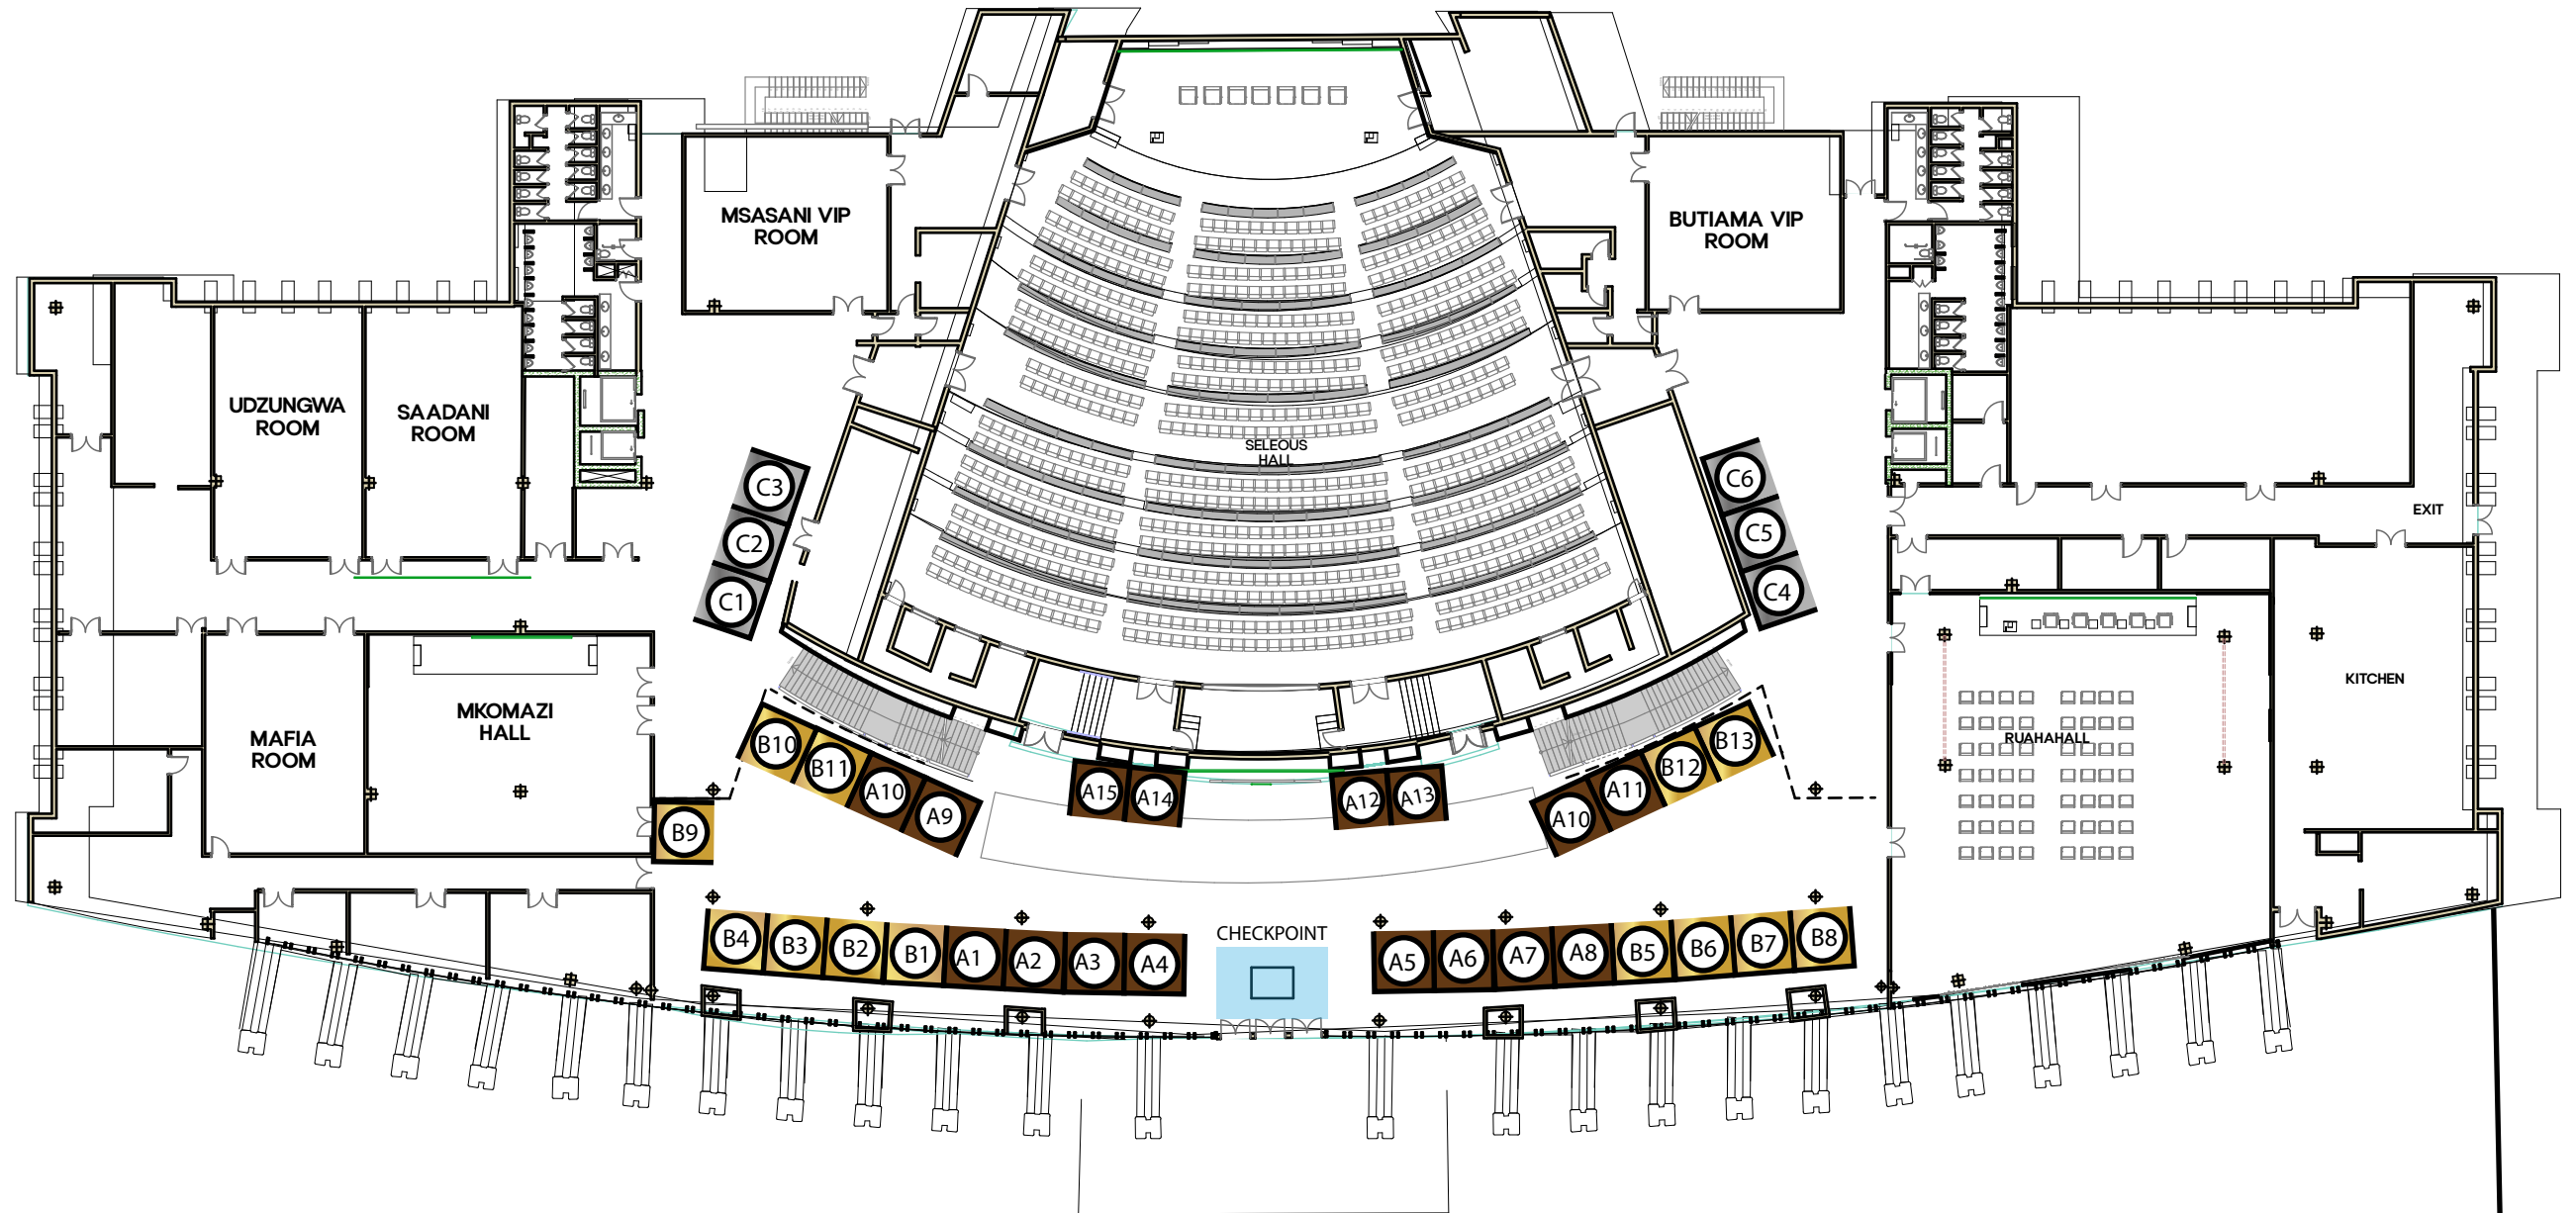 MSASANI VIP
ROOM
BUTIAMA VIP
ROOM
UDZUNGWA
ROOM
SAADANI
ROOM
SELEOUS
HALL
C3
C2
C1
C6
C5
C4
EXIT
MAFIA
ROOM
MKOMAZI
HALL
KITCHEN
RUAHAHALL
B10
B11
A10
A9
A15
A14
A12
A13
A10
A11
B12
B13
B9
B4
B3
B2
B1
A1
A2
A3
A4
CHECKPOINT
A5
A6
A7
A8
B5
B6
B7
B8